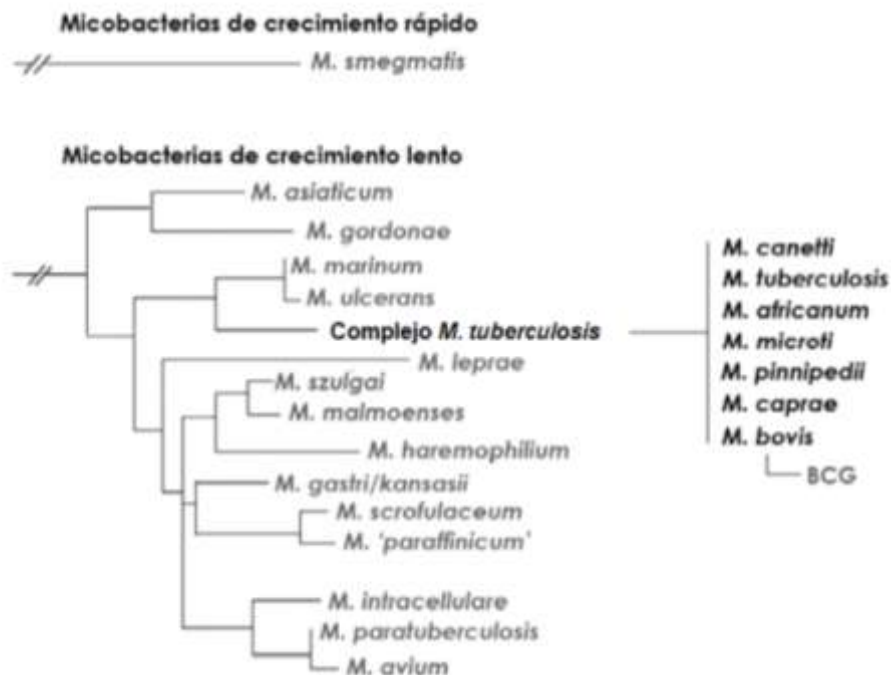 Micobacterias de crecimiento rápido
M. smegmatis
Micobacterias de crecimiento lento
M. asiaticum
M. gordonae
M. marinum
M. ulcerans
Complejo M. tuberculosis
M. leprae
M. szulgai
M. malmoenses
M. haremophilium
M. gastri/kansasii
M. scrofulaceum
M. 'paraffinicum'
M. intracellulare
M. paratuberculosis
M. avium
M. canetti
M. tuberculosis
M. africanum
M. microti
M. pinnipedii
M. caprae
M. bovis
BCG